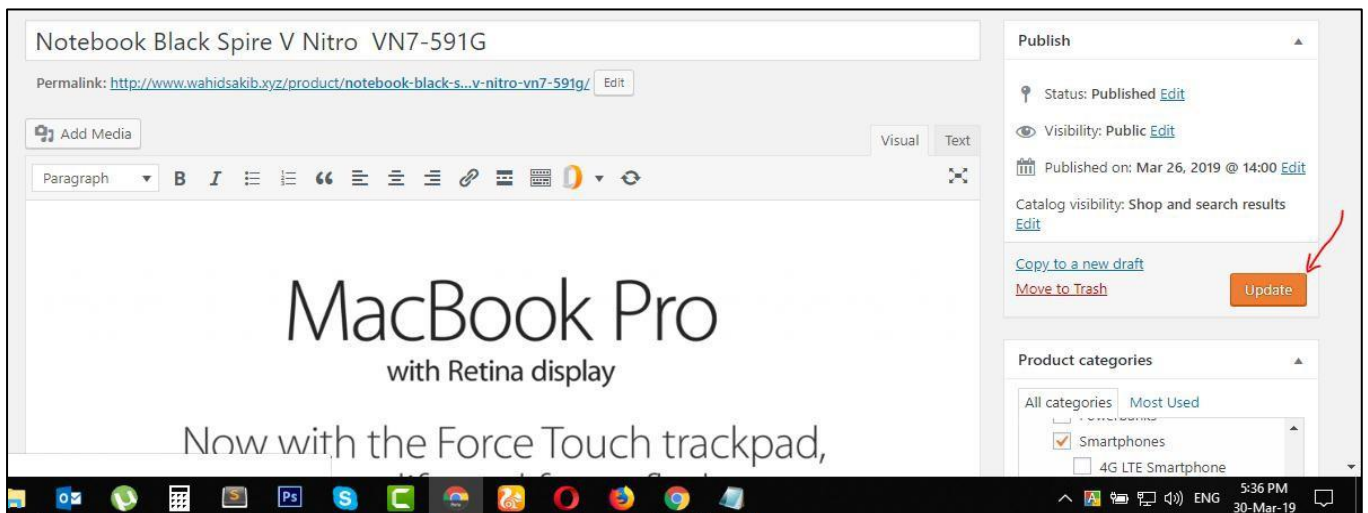 Notebook Black Spire V Nitro  VN7-591G
Permalink: http://www.wahidsakib.xyz/product/notebook-black-s...v-nitro-vn7-591g/ Edit
Add Media
Visual Text
Paragraph B I
MacBook Pro
with Retina display
Now with the Force Touch trackpad,
Publish
Status: Published Edit
Visibility: Public Edit
Published on: Mar 26, 2019 @ 14:00 Edit
Catalog visibility: Shop and search results
Edit
Copy to a new draft
Move to Trash
Update
Product categories
All categories Most Used
Powerbanks
Smartphones
4G LTE Smartphone
Ps
ENG
5:36 PM
30-Mar-19